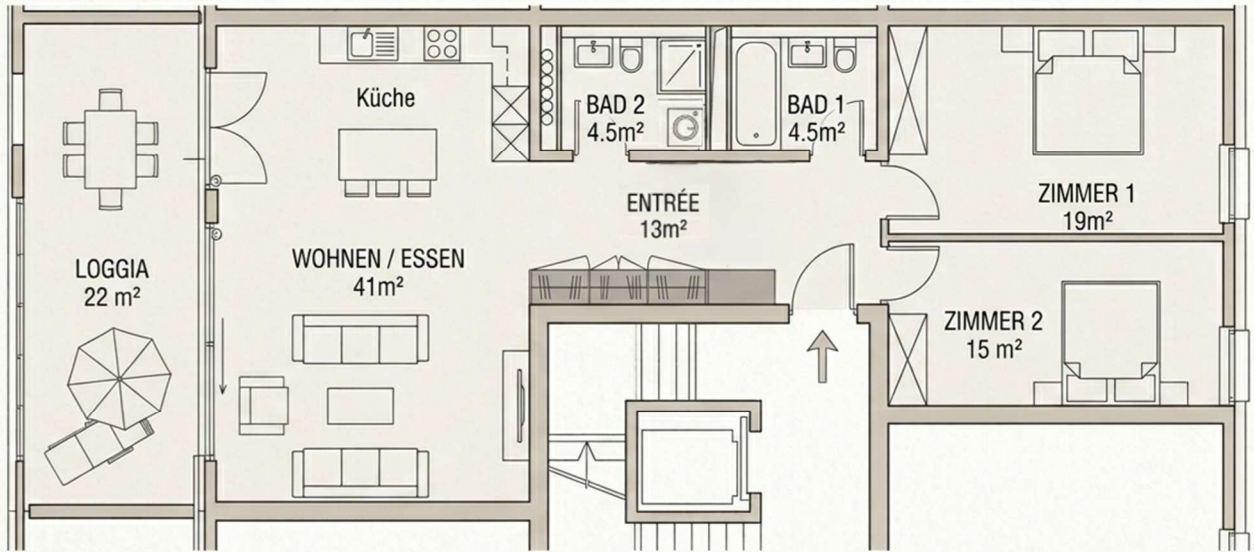 Küche
BAD 2
4.5m²
BAD 1
4.5m²
ZIMMER 1
19m²
ENTRÉE
13m²
WOHNEN / ESSEN
41m²
LOGGIA
22 m²
ZIMMER 2
15 m²